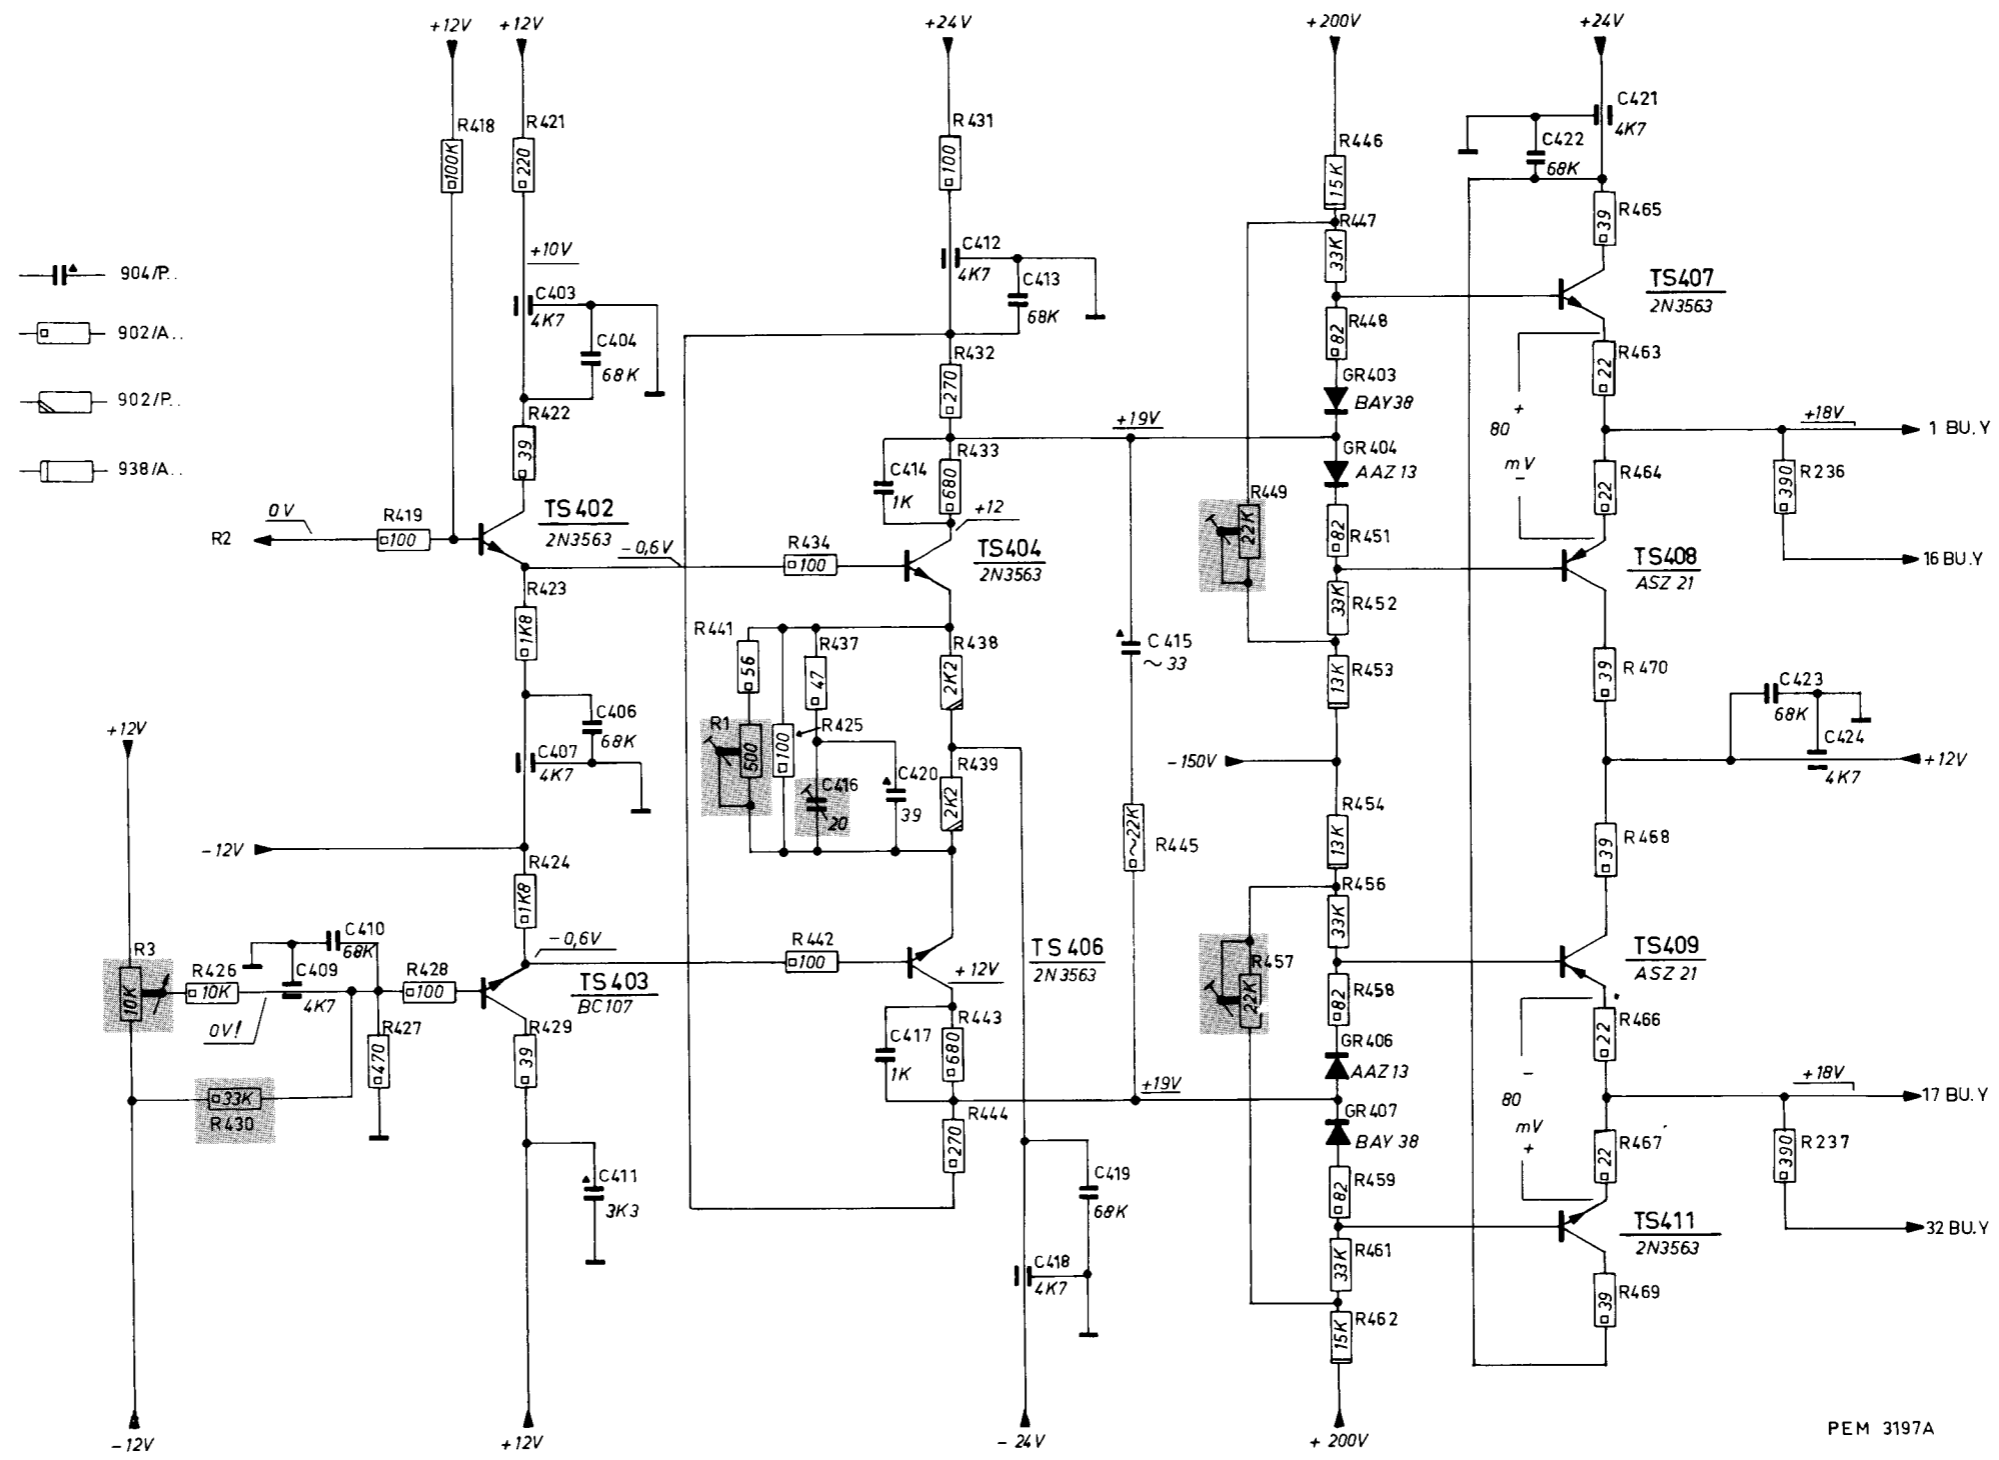 +12V
+12V
+24V
+200V
+24V
R418
100K
R421
220
R431
100
R446
15K
C421
4K7
C422
68K
R447
33K
R465
39
+10V
C403
4K7
C404
68K
C412
4K7
C413
68K
TS407
2N3563
904/P..
902/A..
902/P..
938/A..
R422
39
R432
270
R448
82
GR403
BAY38
R463
22
+19V
+
80
mV
−
+18V
1 BU.Y
C414
1K
R433
680
GR404
AAZ13
R464
22
R236
390
R449
22K
R451
82
+12
0V
R2
R419
100
TS402
2N3563
−0,6V
R434
100
TS404
2N3563
TS408
ASZ 21
16 BU.Y
R423
1K8
R452
33K
R441
56
R437
47
R438
2K2
C415
~33
R453
13K
R470
39
C423
68K
C424
4K7
+12V
C406
68K
C407
4K7
R1
500
R425
100
C416
20
C420
39
R439
2K2
−150V
+12V
R454
13K
R468
39
~22K
R445
−12V
R424
1K8
R456
33K
C410
68K
C409
4K7
R3
10K
R426
10K
0V!
R428
100
−0,6V
TS403
BC107
R442
100
TS406
2N3563
+12V
R457
22K
R458
82
TS409
ASZ 21
R427
470
R429
39
C417
1K
R443
680
GR406
AAZ13
R466
22
−
80
mV
+
33K
R430
+19V
R444
270
GR407
BAY 38
+18V
17 BU.Y
R467
22
R237
390
C411
3K3
C419
68K
R459
82
TS411
2N3563
32 BU.Y
C418
4K7
R461
33K
R469
39
R462
15K
−12V
+12V
− 24V
+ 200V
PEM 3197A